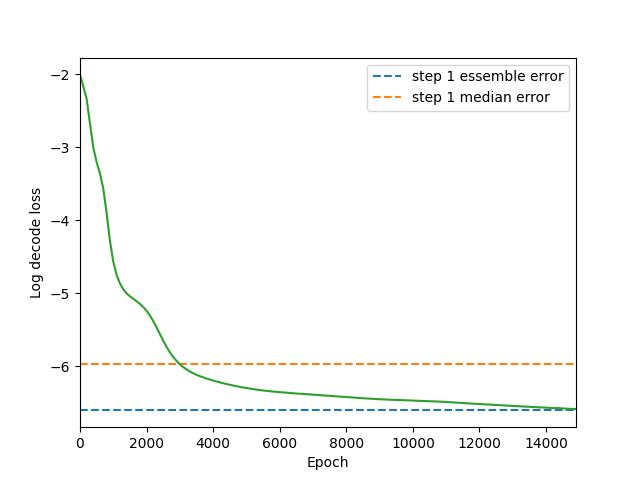 step 1 essemble error
step 1 median error
Log decode loss
−2
−3
−4
−5
−6
0 2000 4000 6000 8000 10000 12000 14000
Epoch